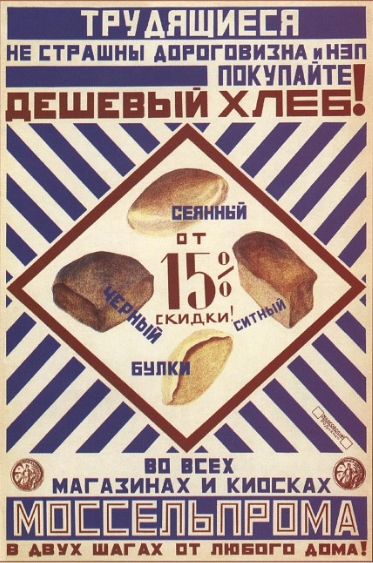 ТРУДЯЩИЕСЯ
НЕ СТРАШНЫ ДОРОГОВИЗНА и НЭП
ПОКУПАЙТЕ
ДЕШЕВЫЙ ХЛЕБ!
СЕЯННЫЙ
ОТ
15%
СКИДКИ!
ЧЕРНЫЙ
СИТНЫЙ
БУЛКИ
ВО ВСЕХ
МАГАЗИНАХ И КИОСКАХ
МОССЕЛЬПРОМА
В ДВУХ ШАГАХ ОТ ЛЮБОГО ДОМА!